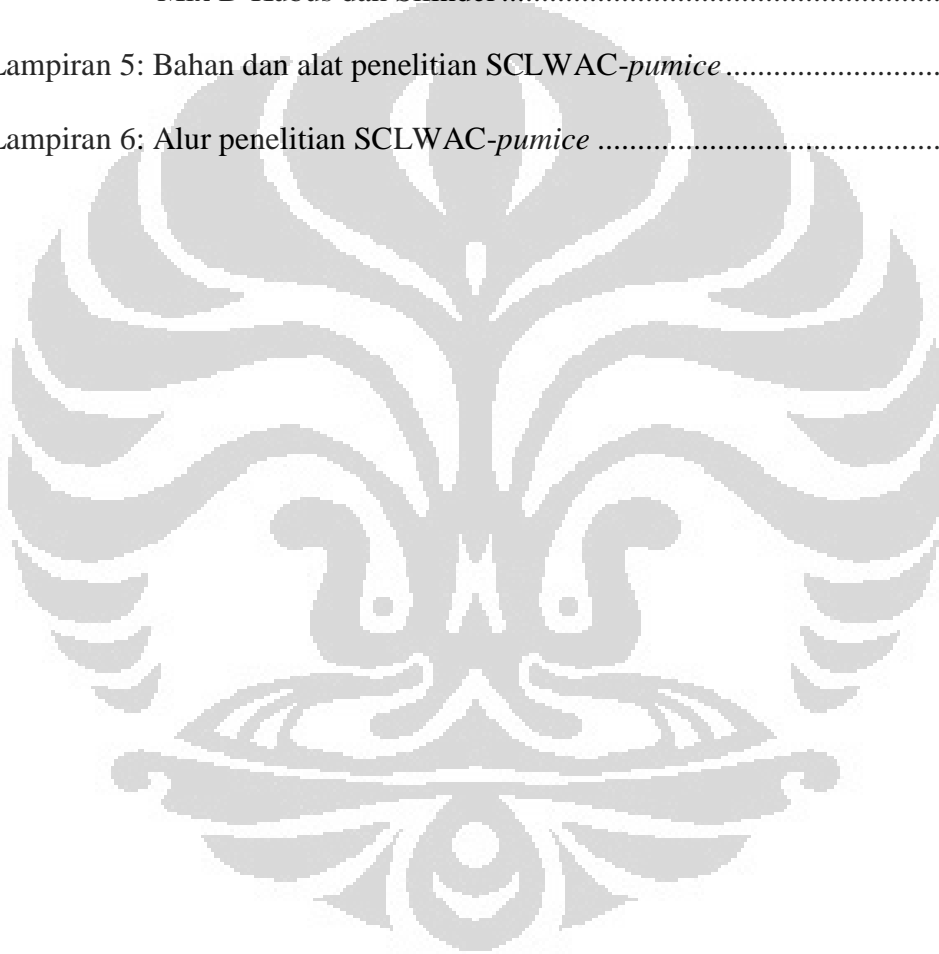 Lampiran 5: Bahan dan alat penelitian SCLWAC-pumice............................
Lampiran 6: Alur penelitian SCLWAC-pumice ...........................................